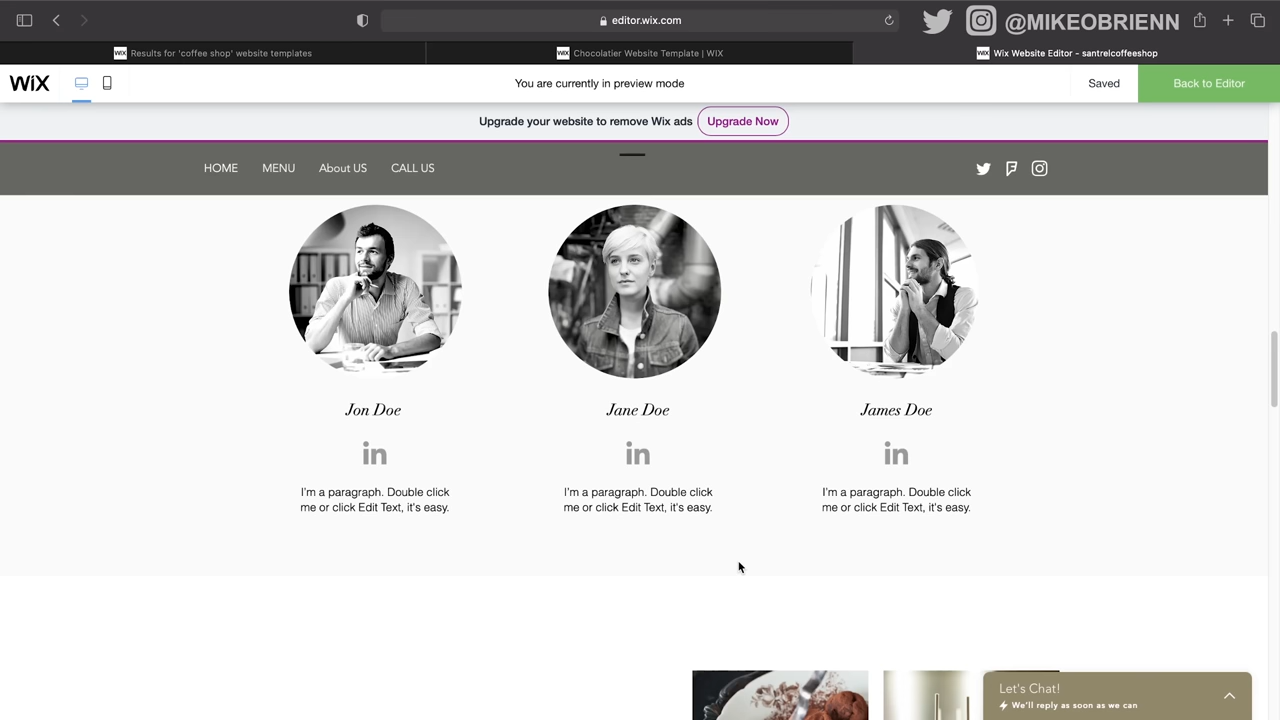 @MIKEOBRIENN
editor.wix.com
WIX Results for 'coffee shop' website templates
WIX Chocolatier Website Template | WIX
WIX Wix Website Editor - santrelcoffeeshop
WiX
You are currently in preview mode
Saved
Back to Editor
Upgrade your website to remove Wix ads
Upgrade Now
HOME
MENU
About US
CALL US
Jon Doe
Jane Doe
James Doe
in
in
in
I'm a paragraph. Double click
me or click Edit Text, it's easy.
I'm a paragraph. Double click
me or click Edit Text, it's easy.
I'm a paragraph. Double click
me or click Edit Text, it's easy.
Let's Chat!
We'll reply as soon as we can